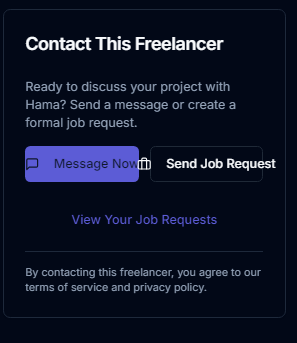 Contact This Freelancer
Ready to discuss your project with
Hama? Send a message or create a
formal job request.
Message Now
Send Job Request
View Your Job Requests
By contacting this freelancer, you agree to our
terms of service and privacy policy.